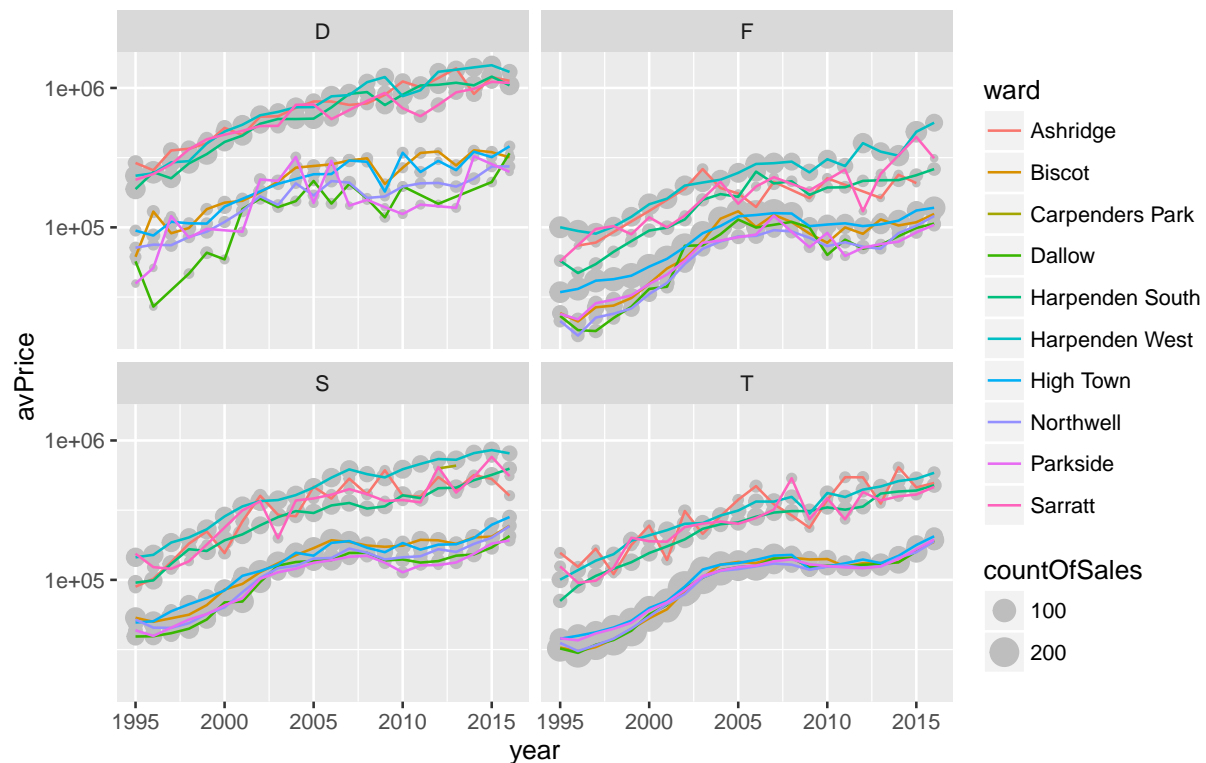 D
F
1e+06
1e+05
S
T
1e+06
1e+05
1995 2000 2005 2010 2015
1995 2000 2005 2010 2015
year
avPrice
ward
Ashridge
Biscot
Carpenders Park
Dallow
Harpenden South
Harpenden West
High Town
Northwell
Parkside
Sarratt
countOfSales
100
200